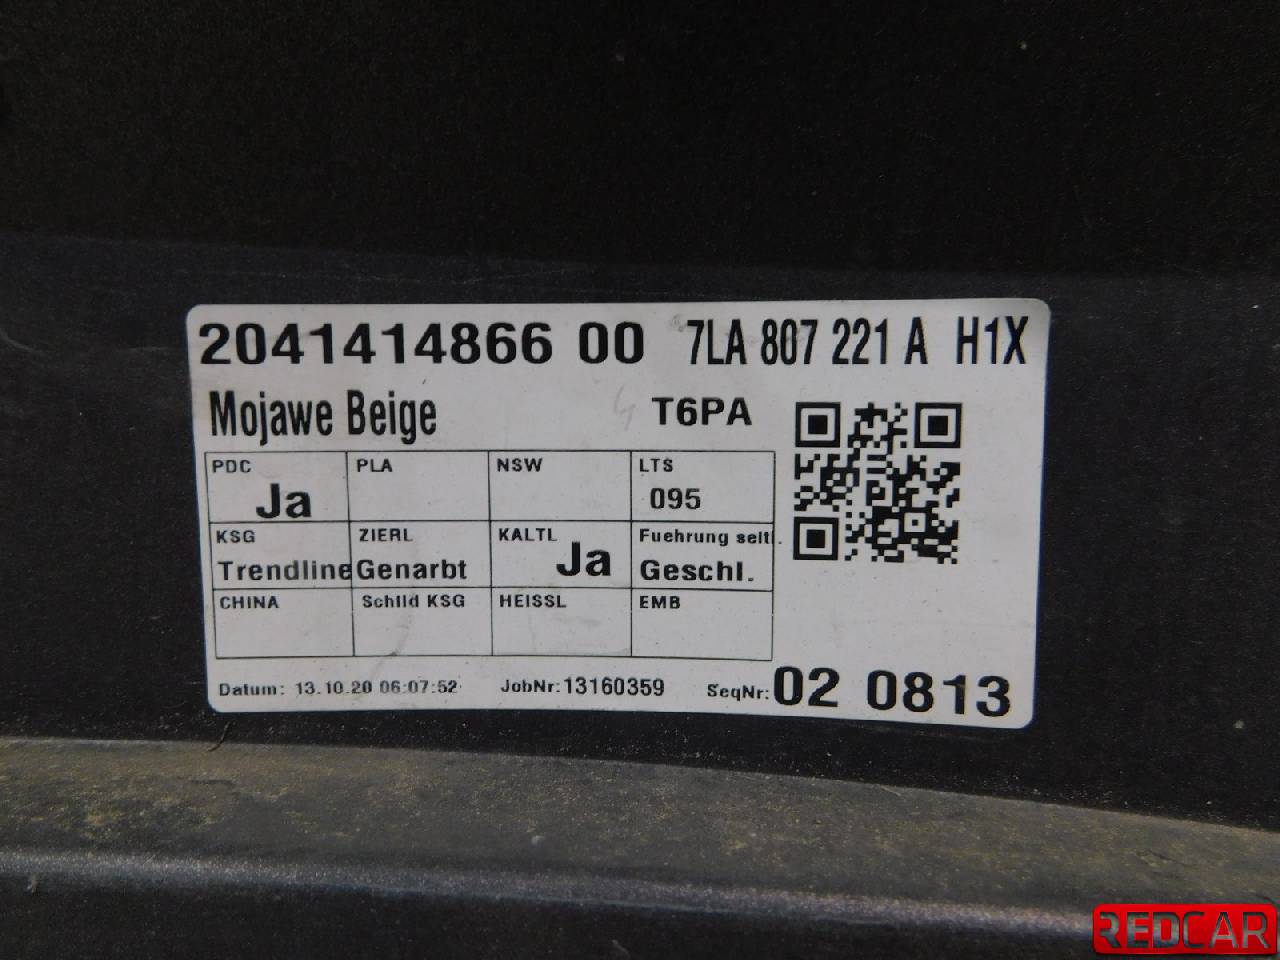 2041414866 00 7LA 807 221 A H1X
Mojawe Beige T6PA
PDC PLA NSW LTS
Ja 095
KSG ZIERL KALTL Fuehrung seitl.
Trendline Genarbt Ja Geschl.
CHINA Schild KSG HEISSL EMB
Datum: 13.10.20 06:07:52 JobNr:13160359 SeqNr:02 0813
REDCAR